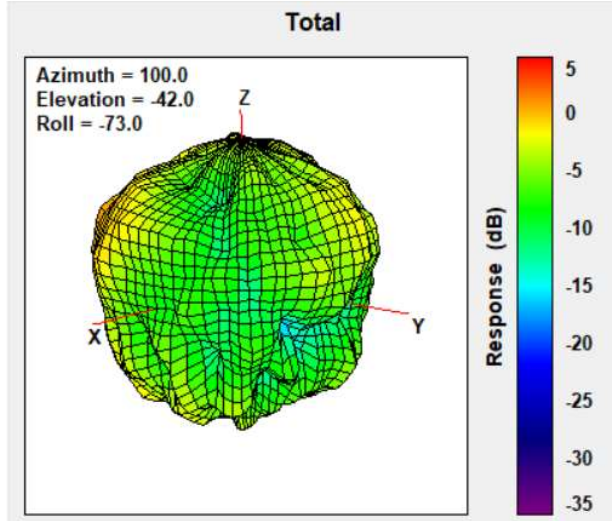 Total
Azimuth = 100.0
Elevation = -42.0
Roll = -73.0
Z
X
Y
Response (dB)
5
0
-5
-10
-15
-20
-25
-30
-35